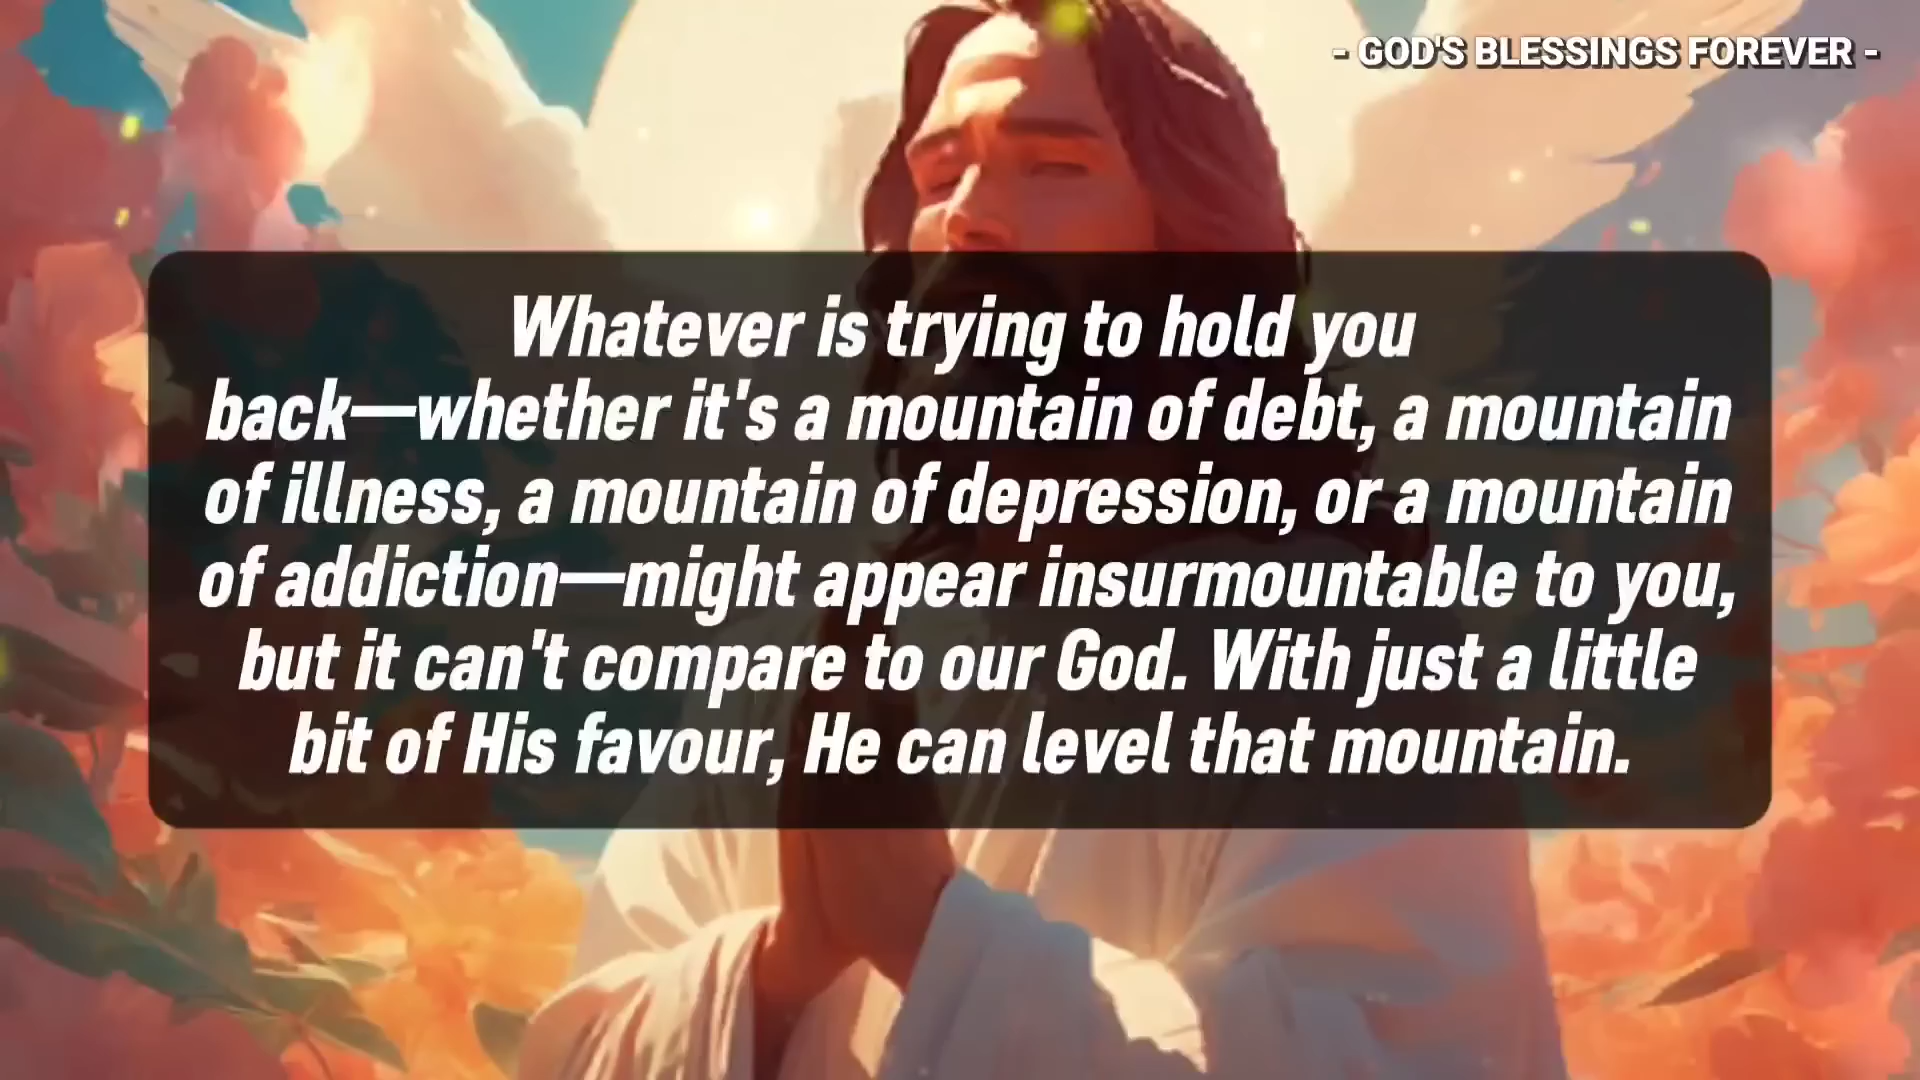 - GOD'S BLESSINGS FOREVER -
Whatever is trying to hold you
back—whether it's a mountain of debt, a mountain
of illness, a mountain of depression, or a mountain
of addiction—might appear insurmountable to you,
but it can't compare to our God. With just a little
bit of His favour, He can level that mountain.